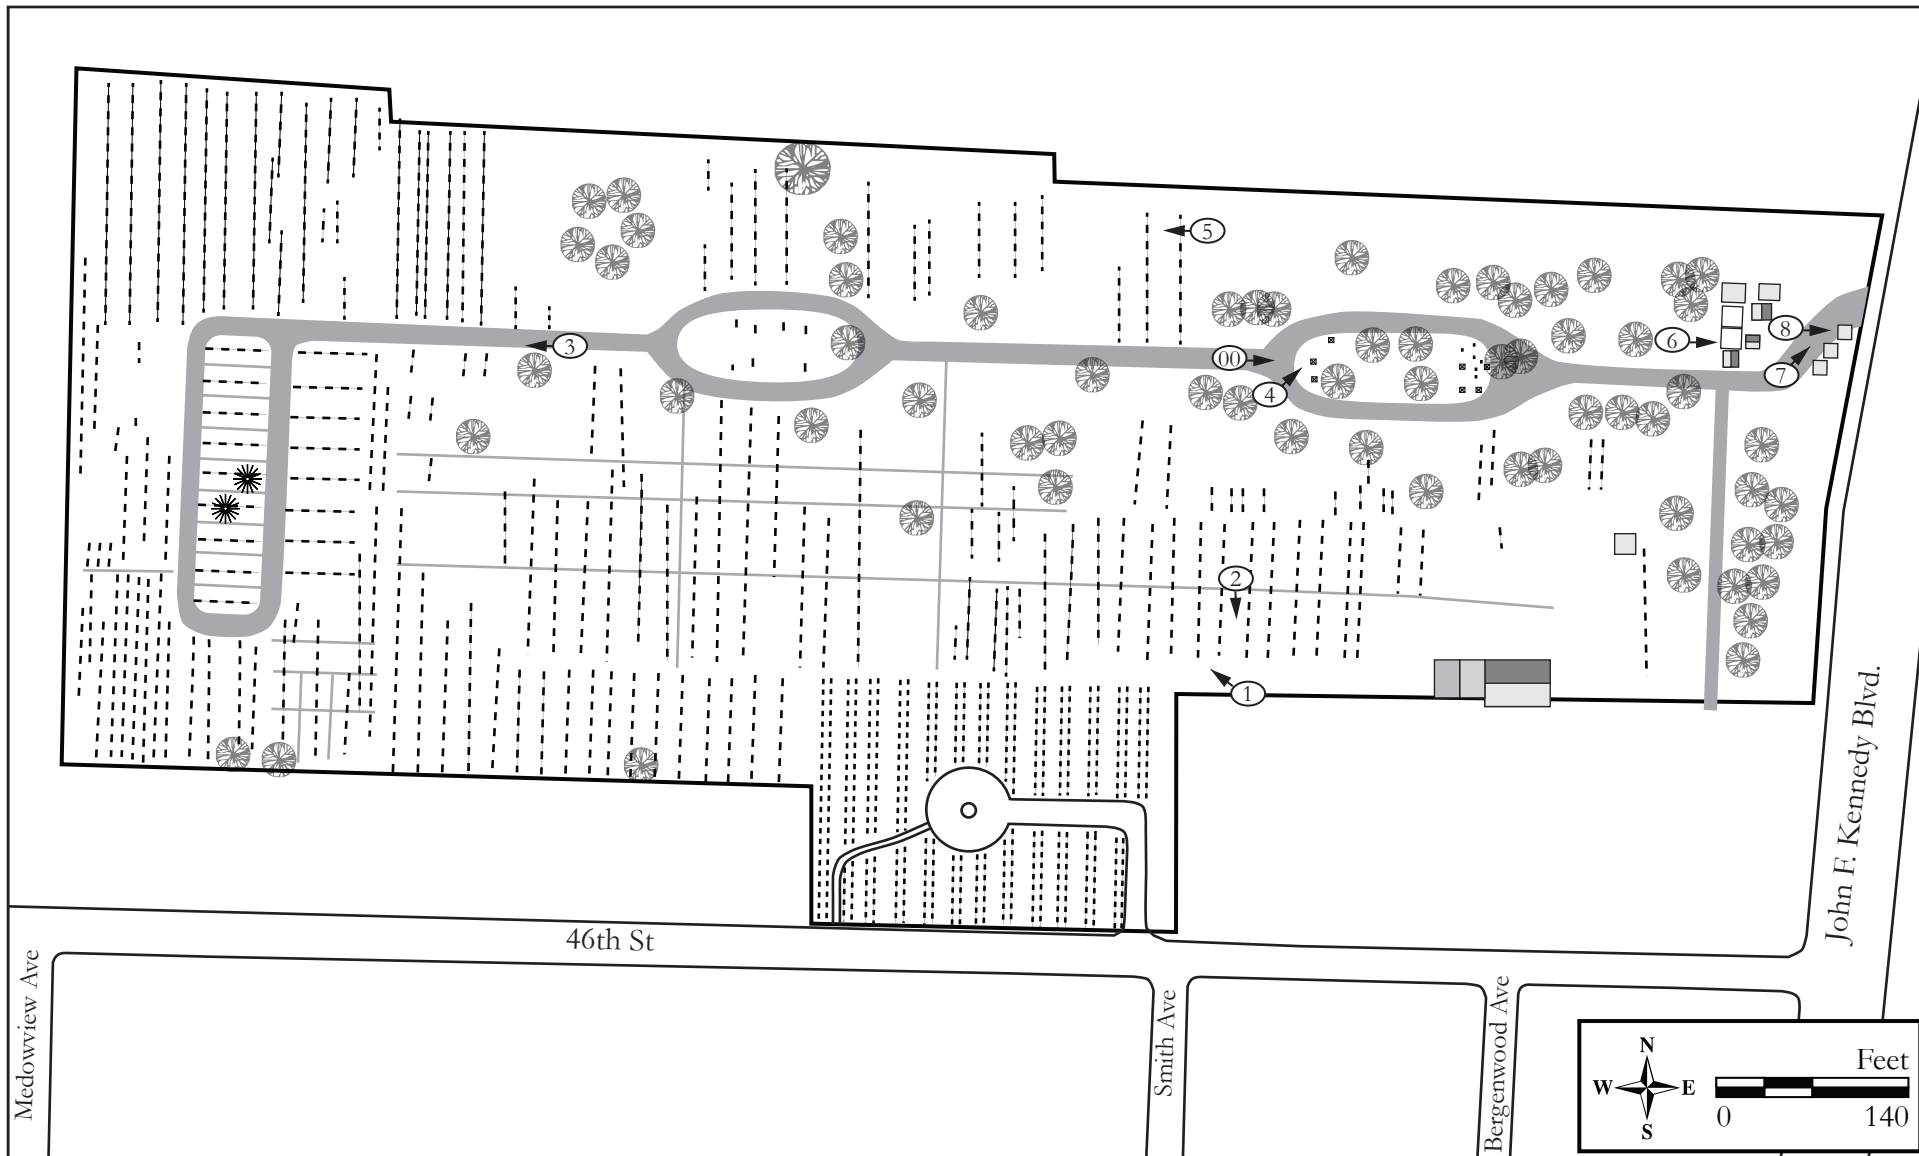 5
8
6
3
00
7
4
2
1
John F. Kennedy Blvd.
46th St
Medowview Ave
Smith Ave
Bergenwood Ave
N
W
E
S
Feet
0
140